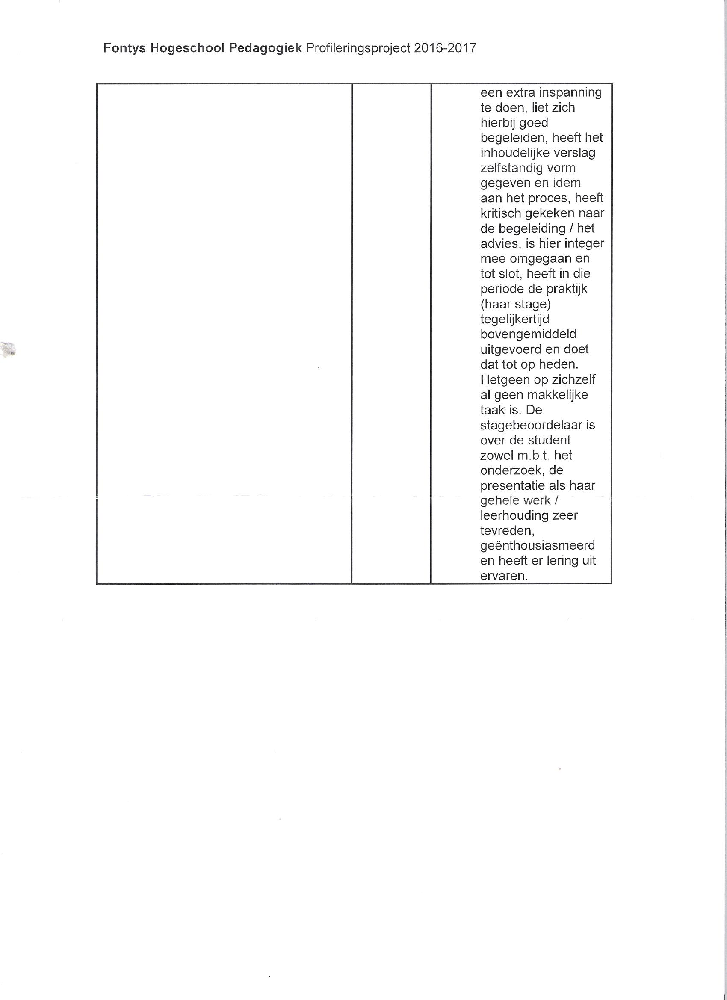 Fontys Hogeschool Pedagogiek Profileringsproject 2016-2017
een extra inspanning
te doen, liet zich
hierbij goed
begeleiden, heeft het
inhoudelijke verslag
zelfstandig vorm
gegeven en idem
aan het proces, heeft
kritisch gekeken naar
de begeleiding / het
advies, is hier integer
mee omgegaan en
tot slot, heeft in die
periode de praktijk
(haar stage)
tegelijkertijd
bovengemiddeld
uitgevoerd en doet
dat tot op heden.
Hetgeen op zichzelf
al geen makkelijke
taak is. De
stagebeoordelaar is
over de student
zowel m.b.t. het
onderzoek, de
presentatie als haar
gehele werk /
leerhouding zeer
tevreden,
geënthousiasmeerd
en heeft er lering uit
ervaren.